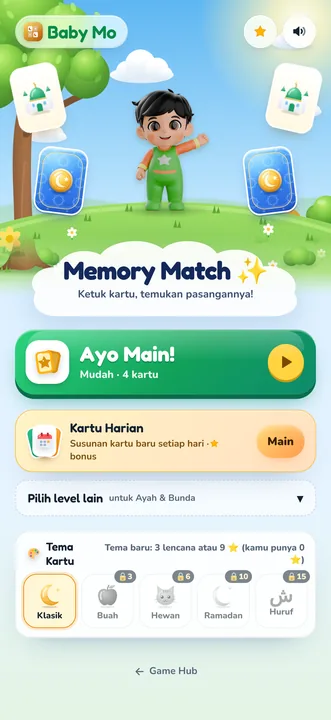 Baby Mo
Memory Match ✨
Ketuk kartu, temukan pasangannya!
Ayo Main!
Mudah · 4 kartu
Kartu Harian
Susunan kartu baru setiap hari · ⭐
bonus
Main
Pilih level lain untuk Ayah & Bunda ▼
Tema
Kartu
Tema baru: 3 lencana atau 9 ⭐ (kamu punya 0
⭐)
🔒3
🔒6
🔒10
🔒15
ش
Klasik
Buah
Hewan
Ramadan
Huruf
← Game Hub